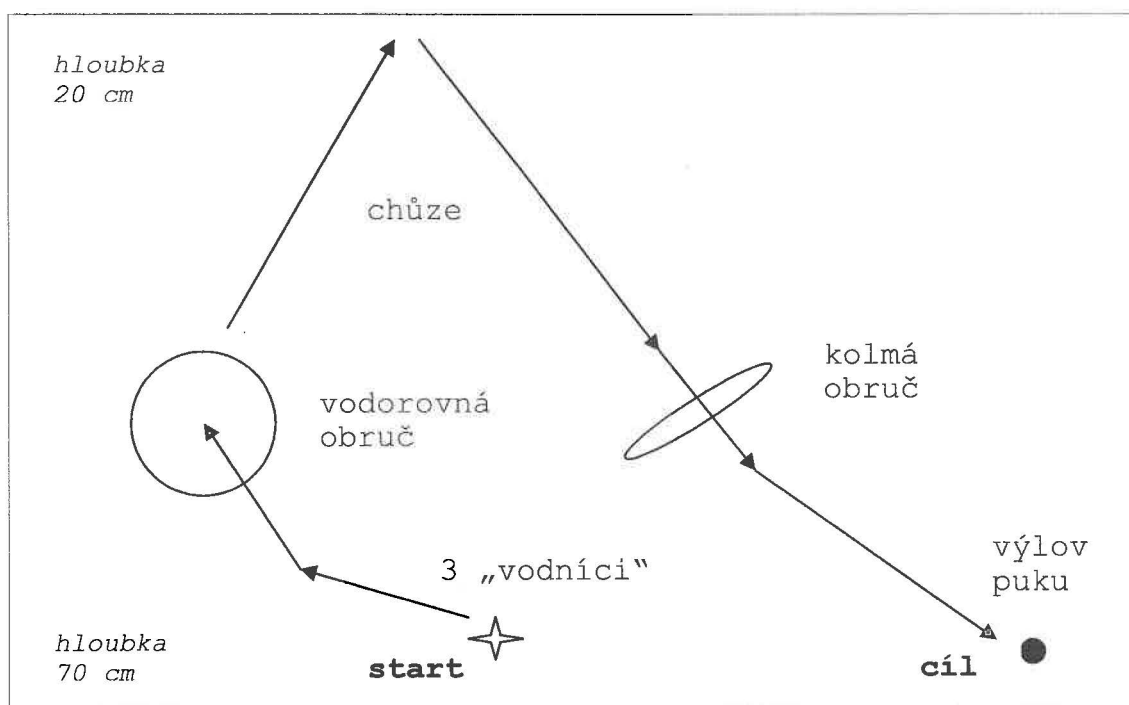 hloubka
20 cm
chůze
kolmá
obruč
vodorovná
obruč
3 „vodníci“
výlov
puku
hloubka
70 cm
start
cíl